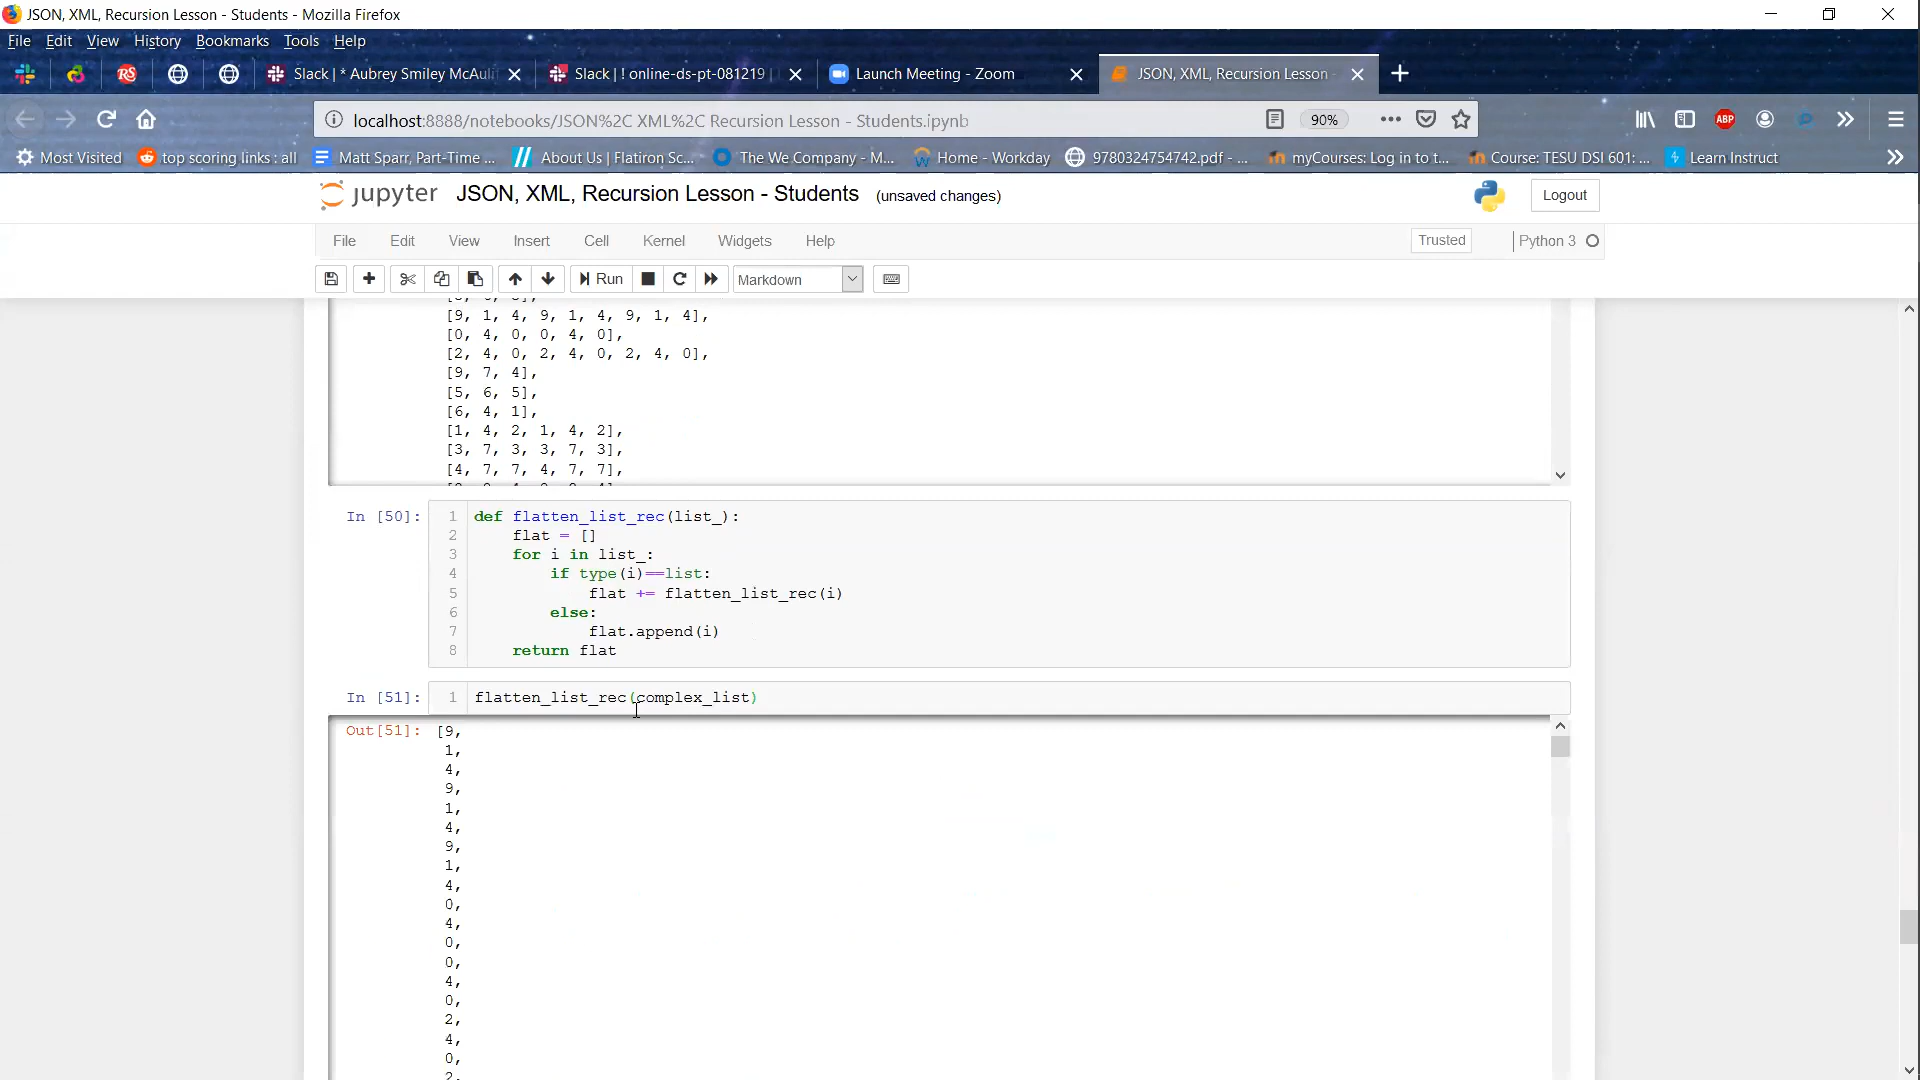 JSON, XML, Recursion Lesson - Students - Mozilla Firefox
File Edit View History Bookmarks Tools Help
Slack | * Aubrey Smiley McAuli
Slack | ! online-ds-pt-081219 |
Launch Meeting - Zoom
JSON, XML, Recursion Lesson -
localhost:8888/notebooks/JSON%2C XML%2C Recursion Lesson - Students.ipynb
90%
ABP
Most Visited
top scoring links : all
Matt Sparr, Part-Time ...
About Us | Flatiron Sc...
The We Company - M...
Home - Workday
9780324754742.pdf - ...
myCourses: Log in to t...
Course: TESU DSI 601: ...
Learn Instruct
jupyter JSON, XML, Recursion Lesson - Students (unsaved changes)
Logout
File Edit View Insert Cell Kernel Widgets Help
Trusted
Python 3
Run
Markdown
[9, 1, 4, 9, 1, 4, 9, 1, 4],
[0, 4, 0, 0, 4, 0],
[2, 4, 0, 2, 4, 0, 2, 4, 0],
[9, 7, 4],
[5, 6, 5],
[6, 4, 1],
[1, 4, 2, 1, 4, 2],
[3, 7, 3, 3, 7, 3],
[4, 7, 7, 4, 7, 7],
In [50]:
1 def flatten_list_rec(list_):
2 flat = []
3 for i in list_:
4 if type(i)==list:
5 flat += flatten_list_rec(i)
6 else:
7 flat.append(i)
8 return flat
In [51]:
1 flatten_list_rec(complex_list)
Out[51]: [9,
1,
4,
9,
1,
4,
9,
1,
4,
0,
4,
0,
0,
4,
0,
2,
4,
0,
2,